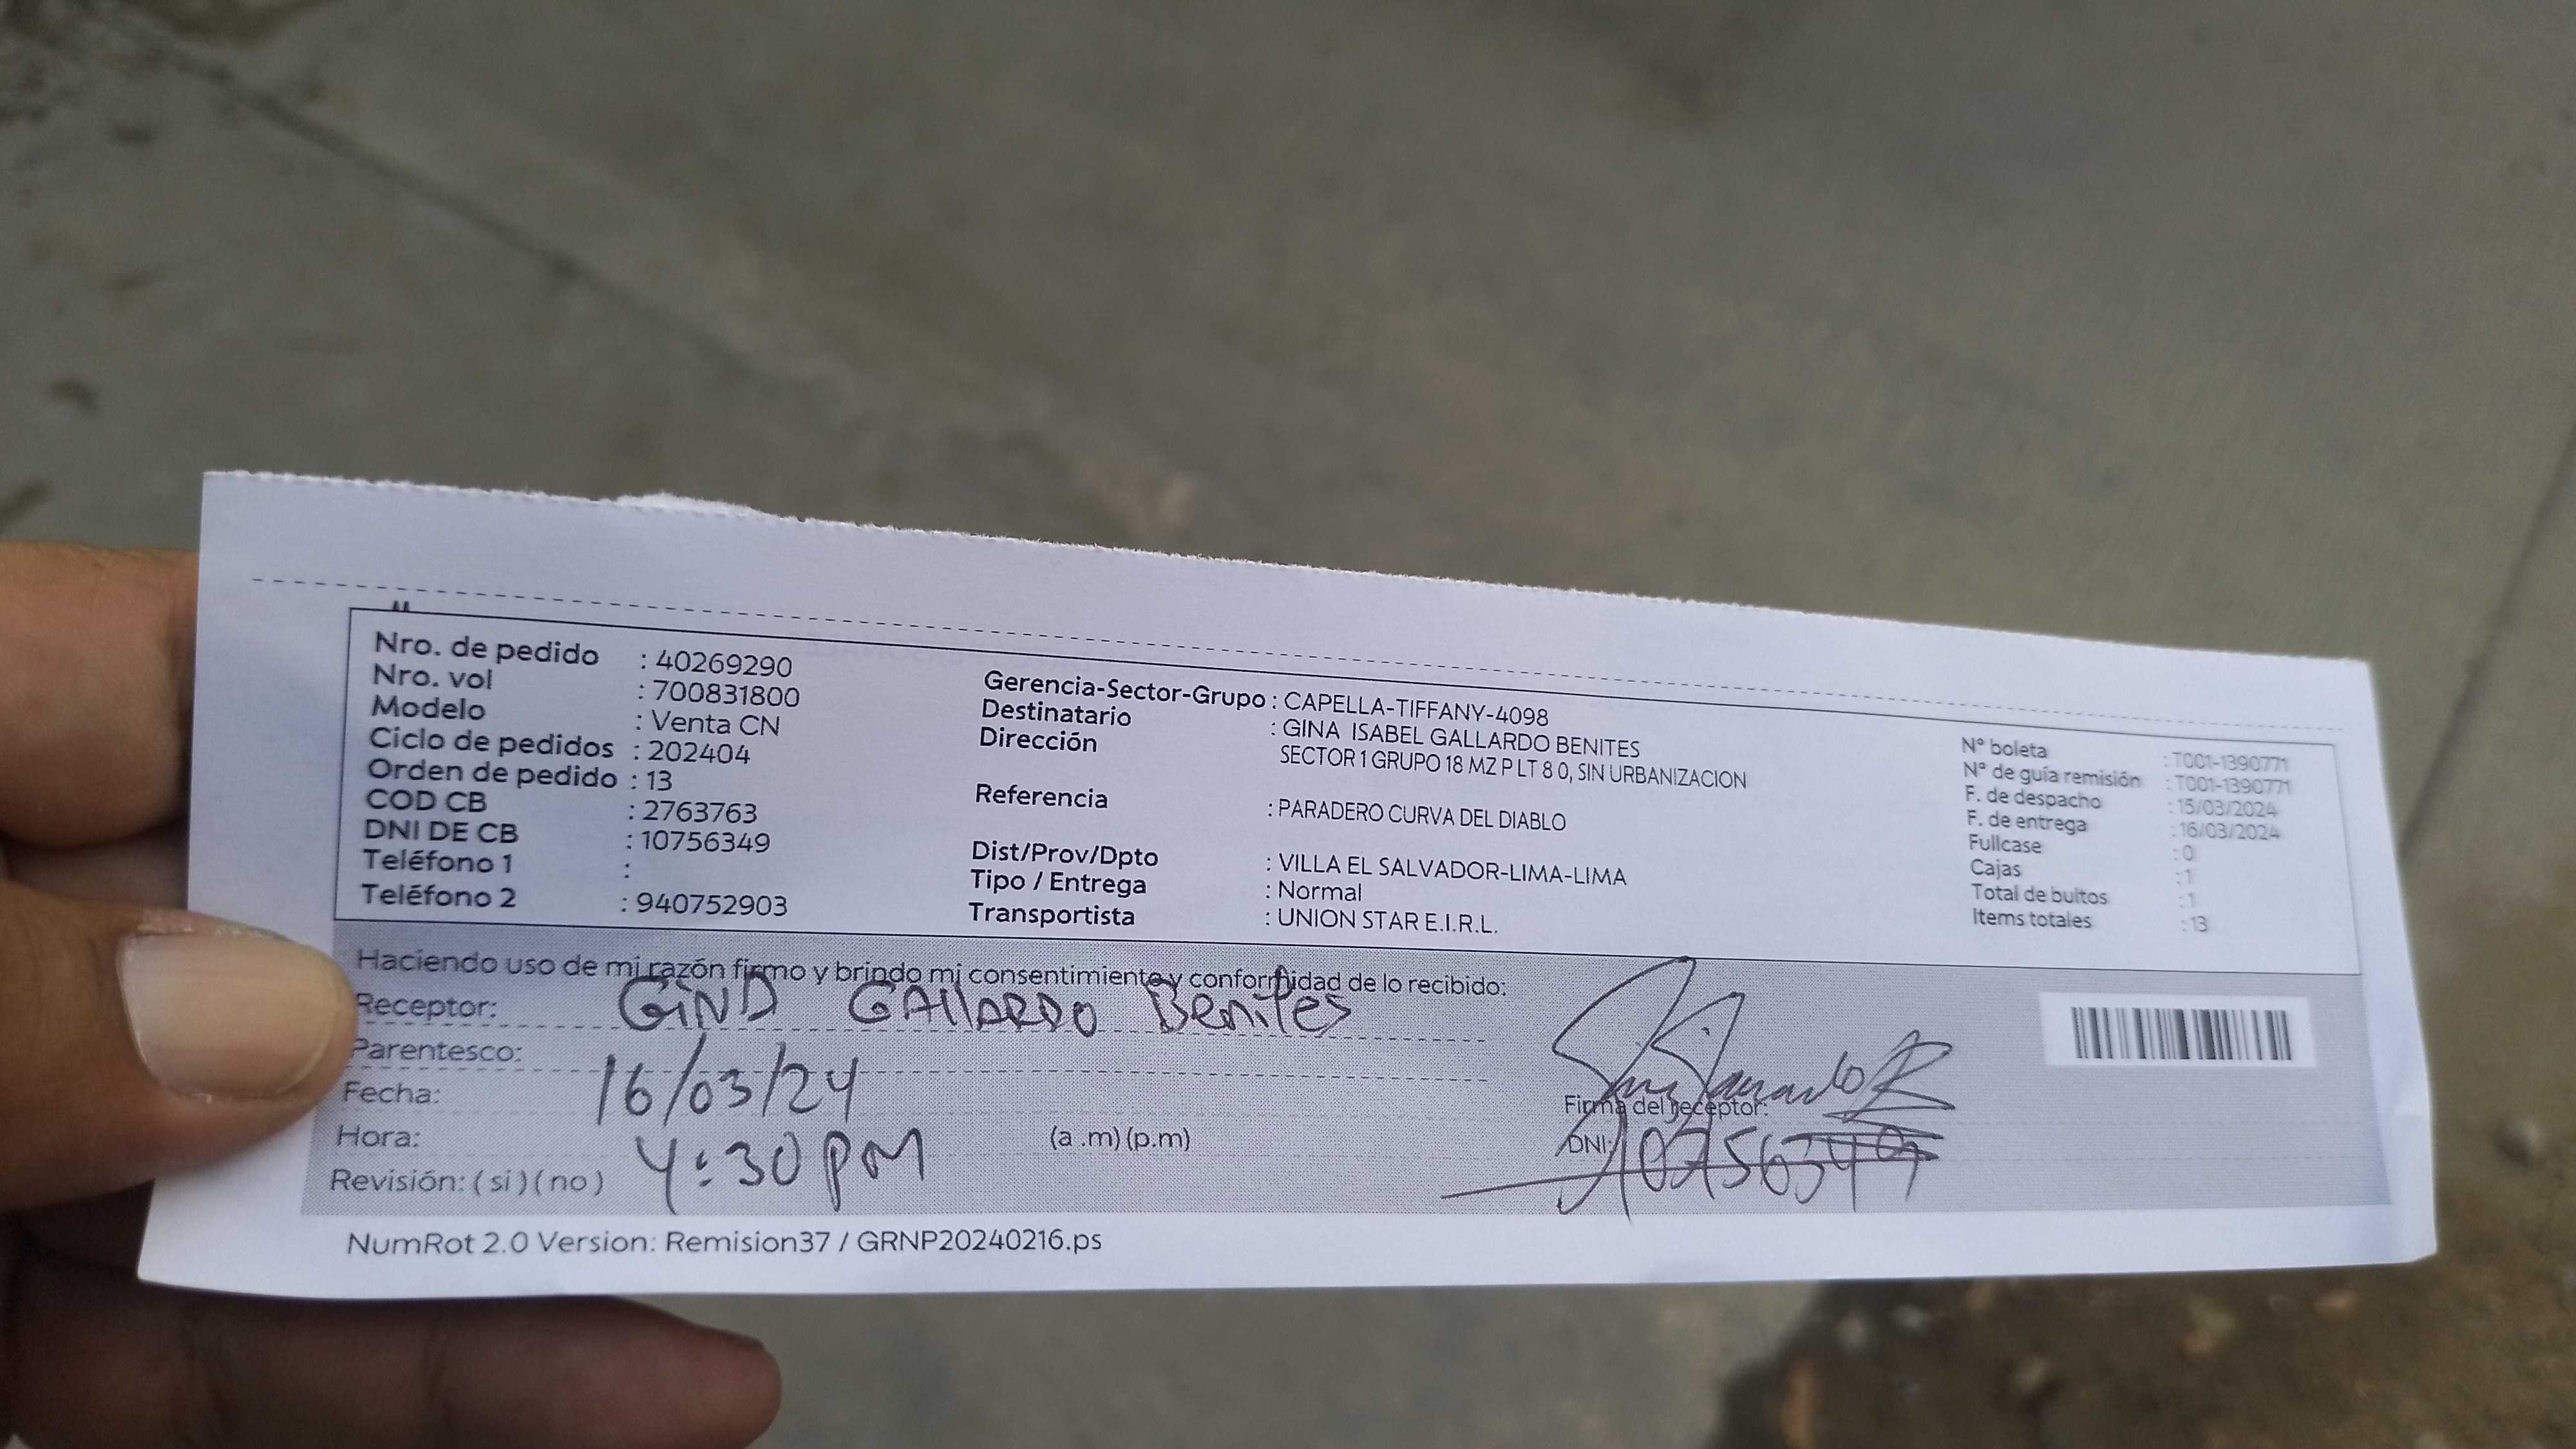 Nro. de pedido : 40269290
Nro. vol : 700831800
Modelo : Venta CN
Ciclo de pedidos : 202404
Orden de pedido : 13
COD CB : 2763763
DNI DE CB : 10756349
Teléfono 1 :
Teléfono 2 : 940752903
Gerencia-Sector-Grupo : CAPELLA-TIFFANY-4098
Destinatario : GINA ISABEL GALLARDO BENITES
Dirección SECTOR 1 GRUPO 18 MZ P LT 8 0, SIN URBANIZACION
Referencia : PARADERO CURVA DEL DIABLO
Dist/Prov/Dpto : VILLA EL SALVADOR-LIMA-LIMA
Tipo / Entrega : Normal
Transportista : UNION STAR E.I.R.L.
N° boleta : T001-1390771
N° de guía remisión : T001-1390771
F. de despacho : 15/03/2024
F. de entrega : 16/03/2024
Fullcase : 0
Cajas : 1
Total de bultos : 1
Items totales : 13
Haciendo uso de mi razón firmo y brindo mi consentimiento y conformidad de lo recibido:
Receptor: GINA GAllARDO Benites
Parentesco:
Fecha: 16/03/24
Hora: 4:30 pm (a .m) (p.m)
Revisión: ( si ) ( no )
Firma del receptor:
DNI: 10756349
NumRot 2.0 Version: Remision37 / GRNP20240216.ps